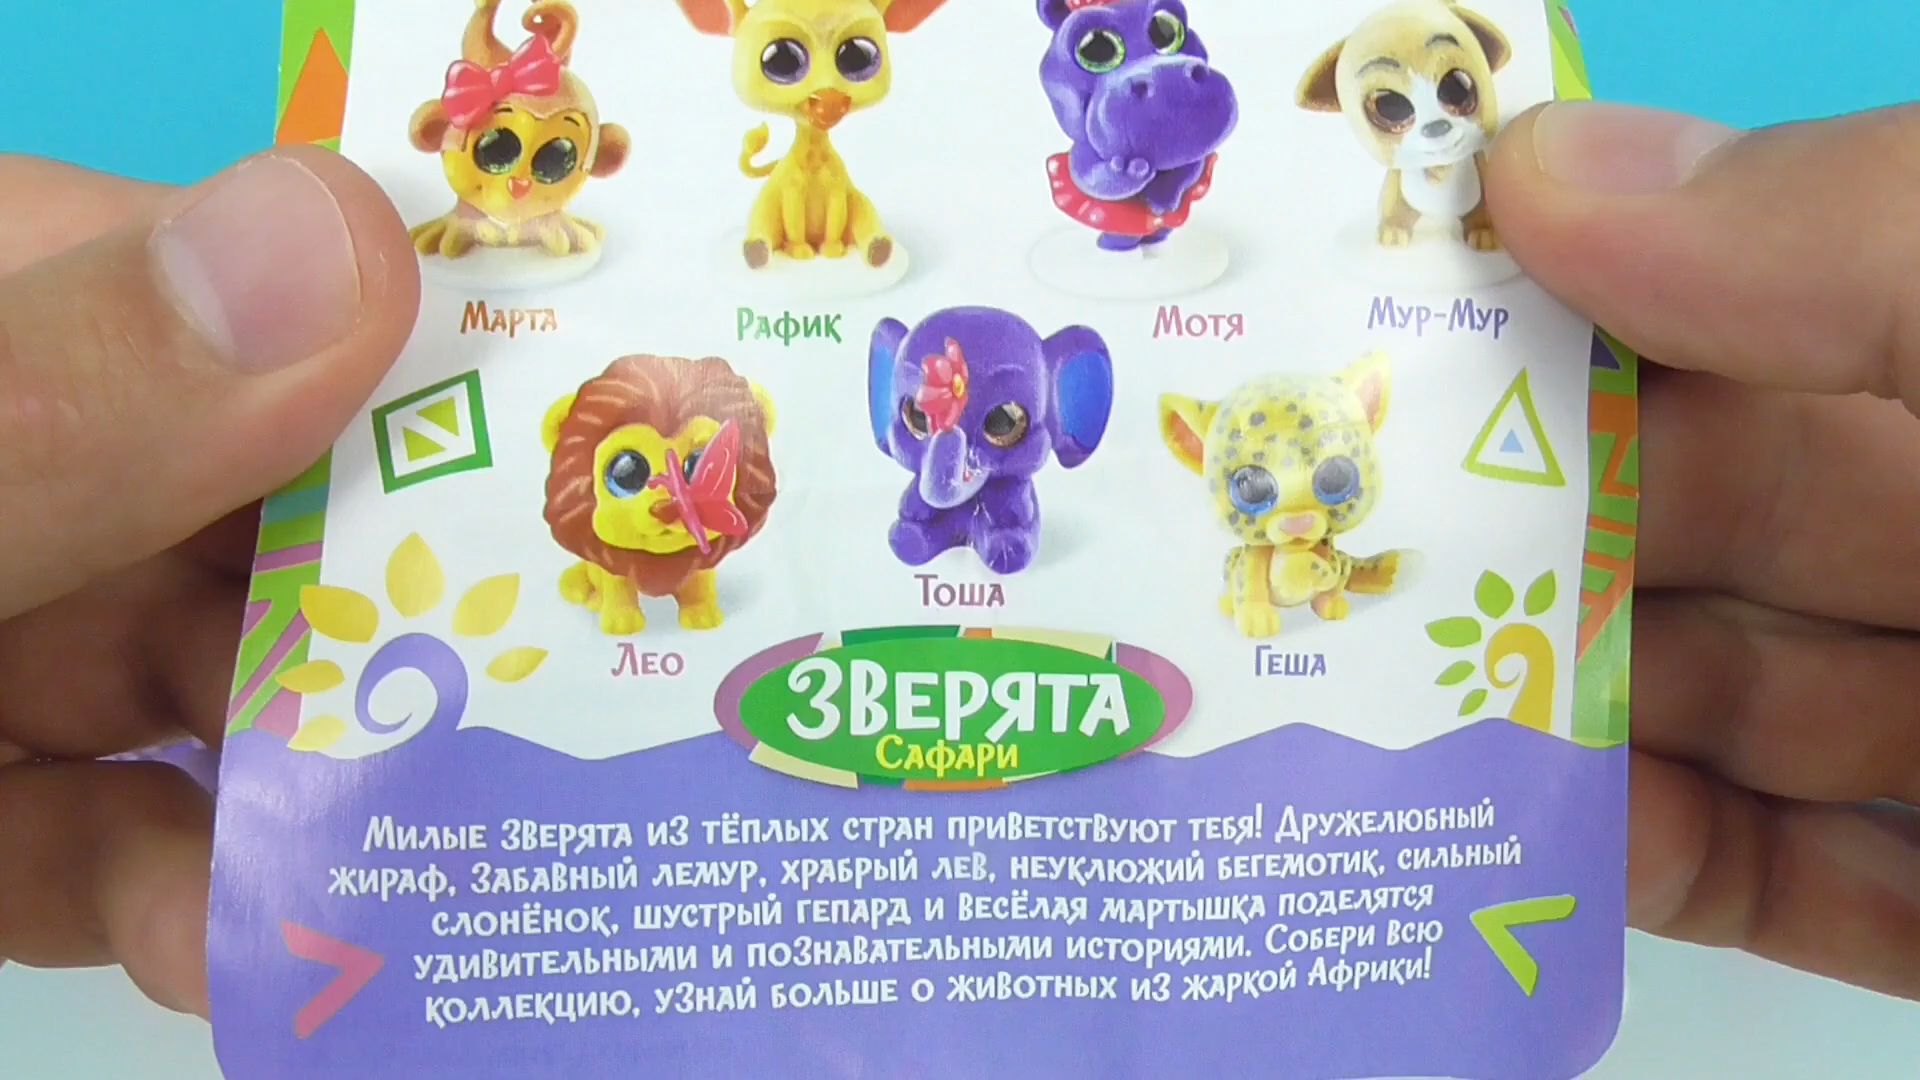 Марта Рафик Мотя Мур-Мур
Лео Тоша Геша
Зверята
Сафари
Милые зверята из тёплых стран приветствуют тебя! Дружелюбный
жираф, забавный лемур, храбрый лев, неуклюжий бегемотик, сильный
слонёнок, шустрый гепард и весёлая мартышка поделятся
удивительными и познавательными историями. Собери всю
коллекцию, узнай больше о животных из жаркой Африки!